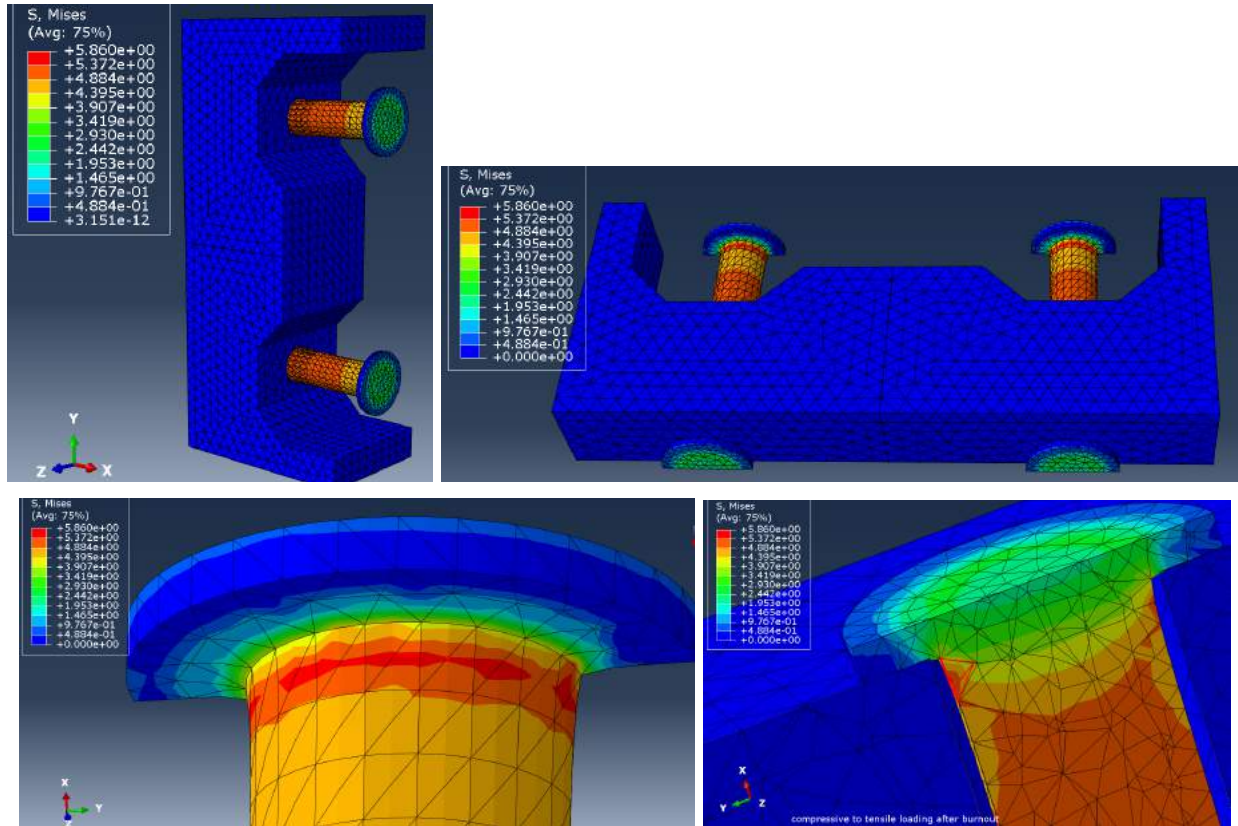 S, Mises
(Avg: 75%)
+5.860e+00
+5.372e+00
+4.884e+00
+4.395e+00
+3.907e+00
+3.419e+00
+2.930e+00
+2.442e+00
+1.953e+00
+1.465e+00
+9.767e-01
+4.884e-01
+3.151e-12
Y
Z
X
S, Mises
(Avg: 75%)
+5.860e+00
+5.372e+00
+4.884e+00
+4.395e+00
+3.907e+00
+3.419e+00
+2.930e+00
+2.442e+00
+1.953e+00
+1.465e+00
+9.767e-01
+4.884e-01
+0.000e+00
S, Mises
(Avg: 75%)
+5.860e+00
+5.372e+00
+4.884e+00
+4.395e+00
+3.907e+00
+3.419e+00
+2.930e+00
+2.442e+00
+1.953e+00
+1.465e+00
+9.767e-01
+4.884e-01
+0.000e+00
X
Y
S, Mises
(Avg: 75%)
+5.860e+00
+5.372e+00
+4.884e+00
+4.395e+00
+3.907e+00
+3.419e+00
+2.930e+00
+2.442e+00
+1.953e+00
+1.465e+00
+9.767e-01
+4.884e-01
+0.000e+00
X
Y
Z
compressive to tensile loading after burnout